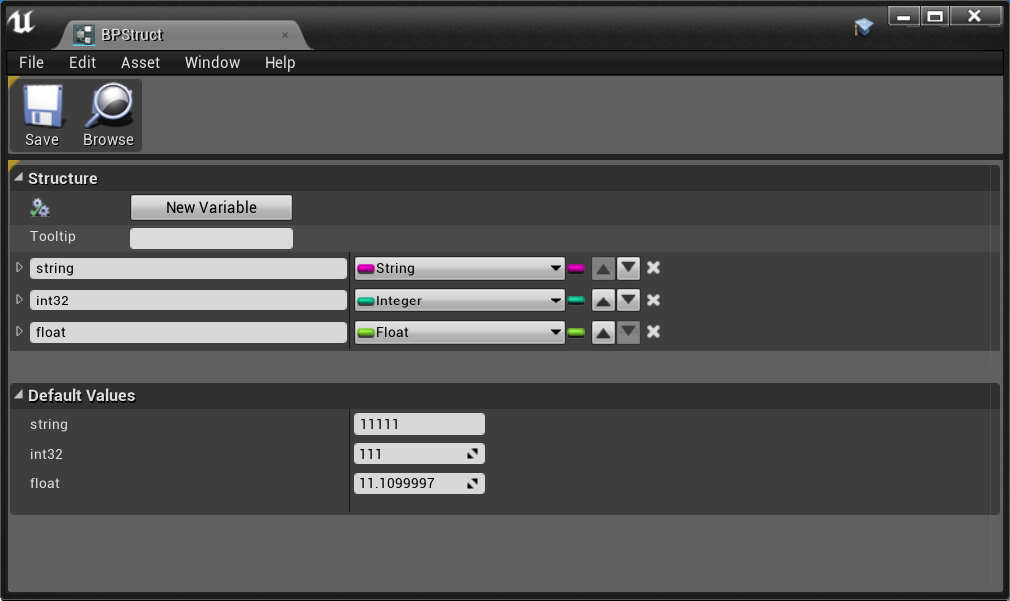 BPStruct
File Edit Asset Window Help
Save Browse
Structure
New Variable
Tooltip
string String
int32 Integer
float Float
Default Values
string 11111
int32 111
float 11.1099997